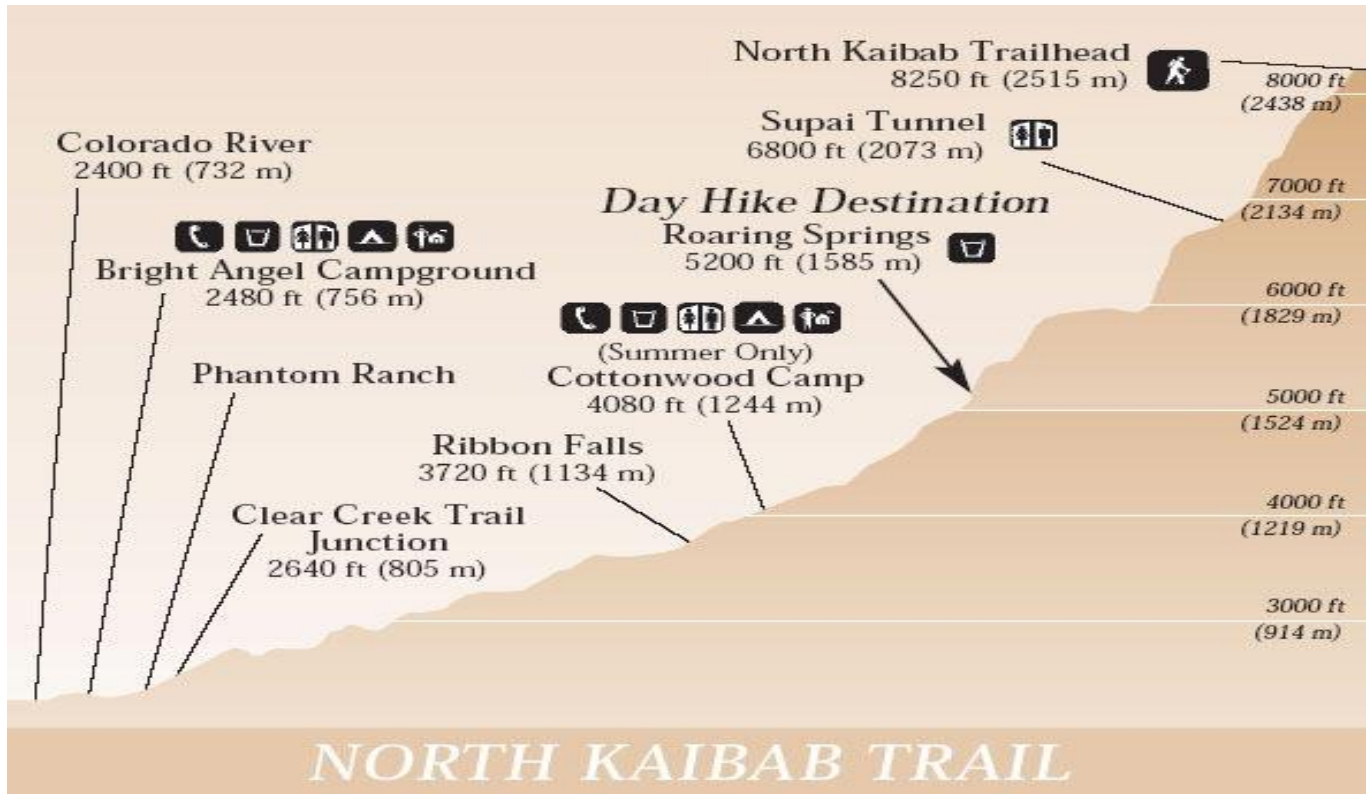 North Kaibab Trailhead
8250 ft (2515 m)
8000 ft
(2438 m)
Supai Tunnel
6800 ft (2073 m)
Colorado River
2400 ft (732 m)
7000 ft
(2134 m)
Day Hike Destination
Roaring Springs
5200 ft (1585 m)
Bright Angel Campground
2480 ft (756 m)
6000 ft
(1829 m)
(Summer Only)
Cottonwood Camp
4080 ft (1244 m)
Phantom Ranch
5000 ft
(1524 m)
Ribbon Falls
3720 ft (1134 m)
Clear Creek Trail
Junction
2640 ft (805 m)
4000 ft
(1219 m)
3000 ft
(914 m)
NORTH KAIBAB TRAIL